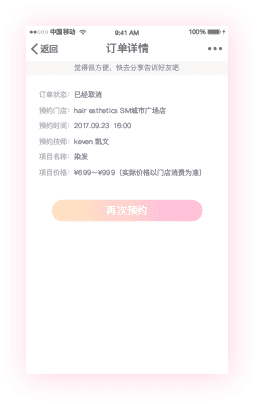 中国移动 9:41 AM 100%
返回 订单详情
觉得很方便，快去分享告诉好友吧
订单状态：已经取消
预约门店：hair esthetics SM城市广场店
预约时间：2017.09.23 16:00
预约技师：keven 凯文
项目名称：染发
项目价格：¥699～¥999（实际价格以门店消费为准）
再次预约